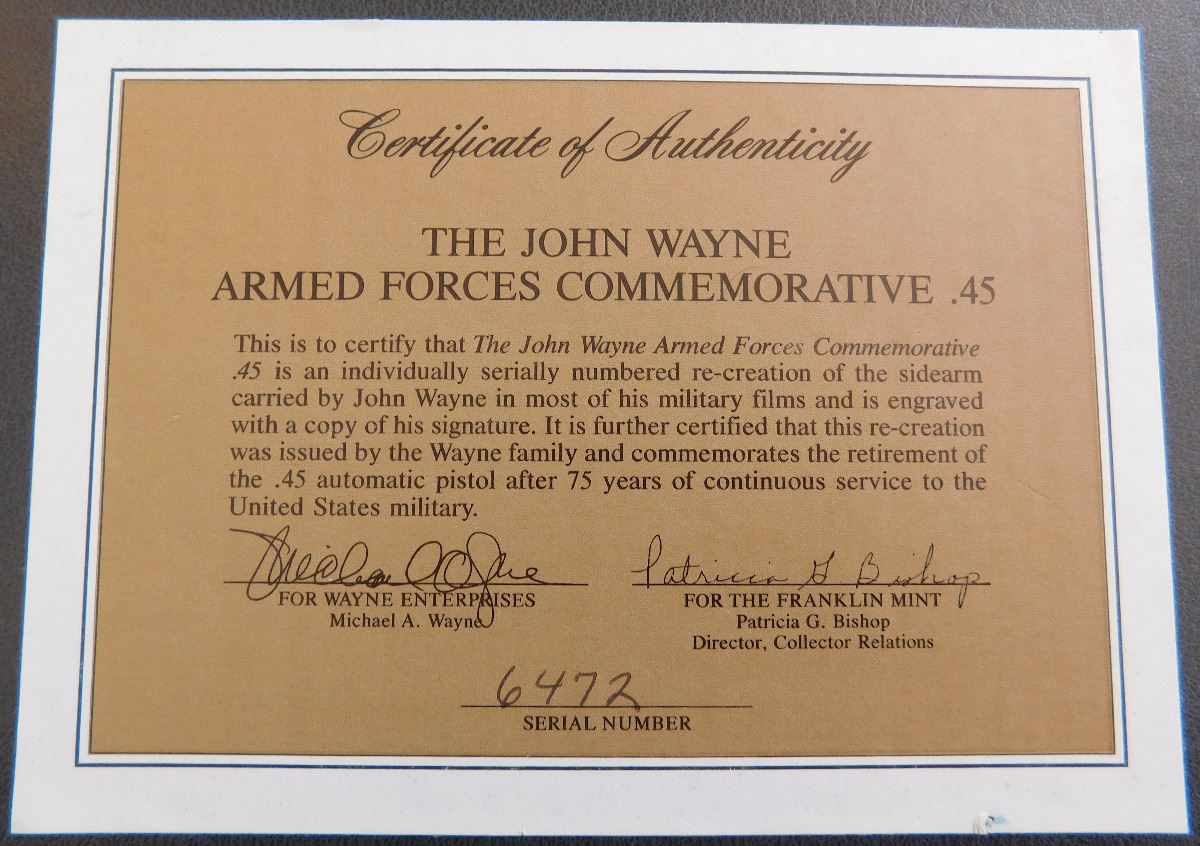 Certificate of Authenticity
THE JOHN WAYNE
ARMED FORCES COMMEMORATIVE .45
This is to certify that The John Wayne Armed Forces Commemorative
.45 is an individually serially numbered re-creation of the sidearm
carried by John Wayne in most of his military films and is engraved
with a copy of his signature. It is further certified that this re-creation
was issued by the Wayne family and commemorates the retirement of
the .45 automatic pistol after 75 years of continuous service to the
United States military.
Michael A Wayne
Patricia G Bishop
FOR WAYNE ENTERPRISES
Michael A. Wayne
FOR THE FRANKLIN MINT
Patricia G. Bishop
Director, Collector Relations
6472
SERIAL NUMBER